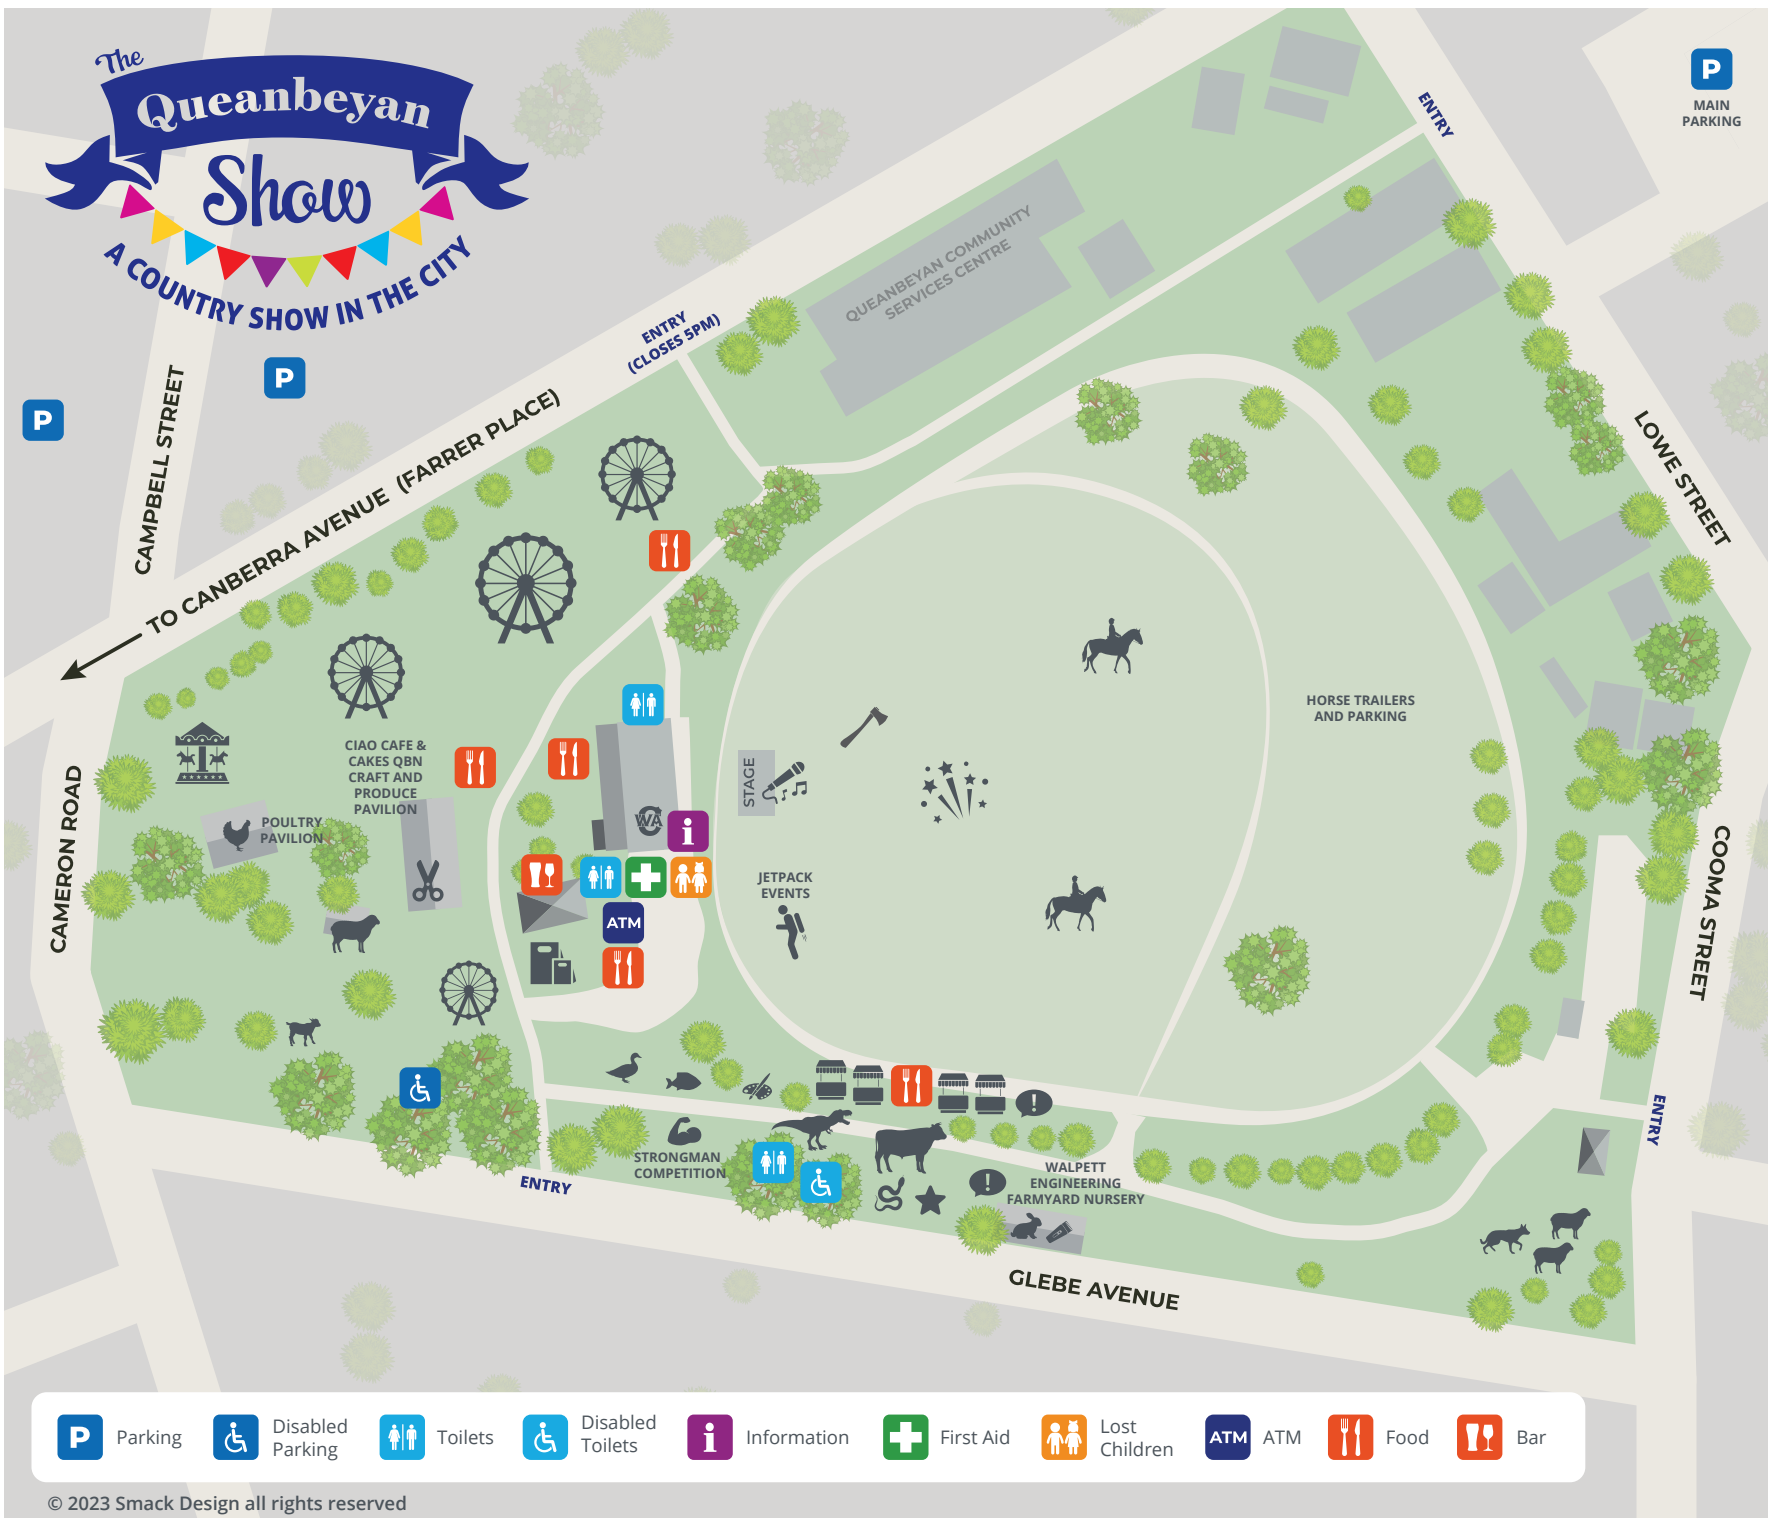 The
Queanbeyan
Show
A COUNTRY SHOW IN THE CITY
P
MAIN
PARKING
ENTRY
QUEANBEYAN COMMUNITY
SERVICES CENTRE
ENTRY
(CLOSES 5PM)
P
P
CAMPBELL STREET
TO CANBERRA AVENUE (FARRER PLACE)
LOWE STREET
HORSE TRAILERS
AND PARKING
CIAO CAFE &
CAKES QBN
CRAFT AND
PRODUCE
PAVILION
STAGE
CWA
i
POULTRY
PAVILION
CAMERON ROAD
COOMA STREET
JETPACK
EVENTS
ATM
!
ENTRY
STRONGMAN
COMPETITION
ENTRY
!
WALPETT
ENGINEERING
FARMYARD NURSERY
GLEBE AVENUE
P Parking
Disabled
Parking
Toilets
Disabled
Toilets
i Information
First Aid
Lost
Children
ATM ATM
Food
Bar
© 2023 Smack Design all rights reserved